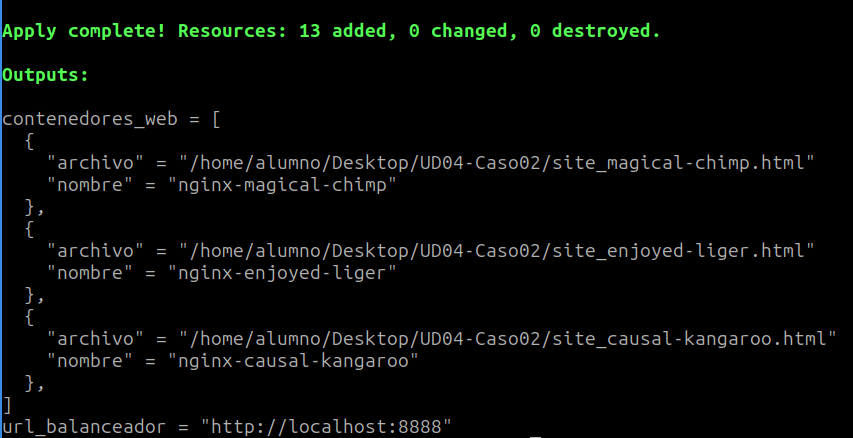 Apply complete! Resources: 13 added, 0 changed, 0 destroyed.
Outputs:
contenedores_web = [
  {
    "archivo" = "/home/alumno/Desktop/UD04-Caso02/site_magical-chimp.html"
    "nombre" = "nginx-magical-chimp"
  },
  {
    "archivo" = "/home/alumno/Desktop/UD04-Caso02/site_enjoyed-liger.html"
    "nombre" = "nginx-enjoyed-liger"
  },
  {
    "archivo" = "/home/alumno/Desktop/UD04-Caso02/site_causal-kangaroo.html"
    "nombre" = "nginx-causal-kangaroo"
  },
]
url_balanceador = "http://localhost:8888"